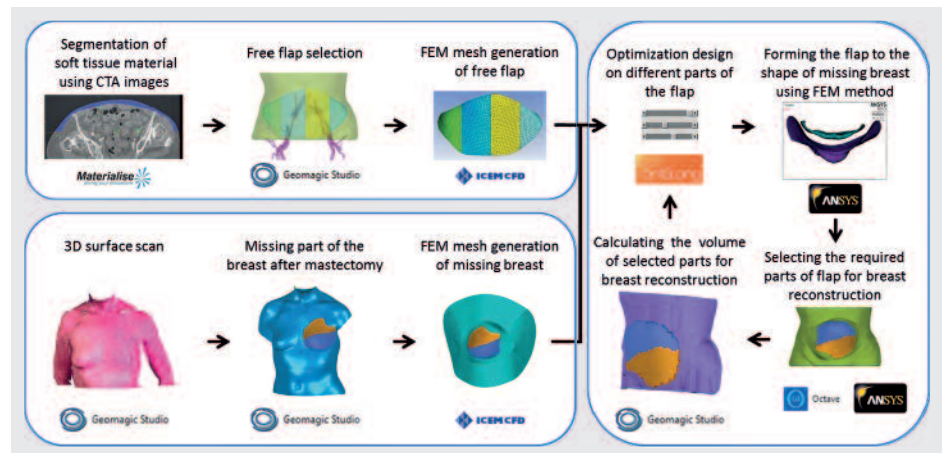 Segmentation of
soft tissue material
using CTA images
Free flap selection
FEM mesh generation
of free flap
Materialise
Geomagic Studio
ICEM CFD
3D surface scan
Missing part of the
breast after mastectomy
FEM mesh generation
of missing breast
Geomagic Studio
Geomagic Studio
ICEM CFD
Optimization design
on different parts of
the flap
Forming the flap to the
shape of missing breast
using FEM method
ANSYS
ANSYS
Calculating the volume
of selected parts for
breast reconstruction
Selecting the required
parts of flap for breast
reconstruction
Geomagic Studio
Octave
ANSYS